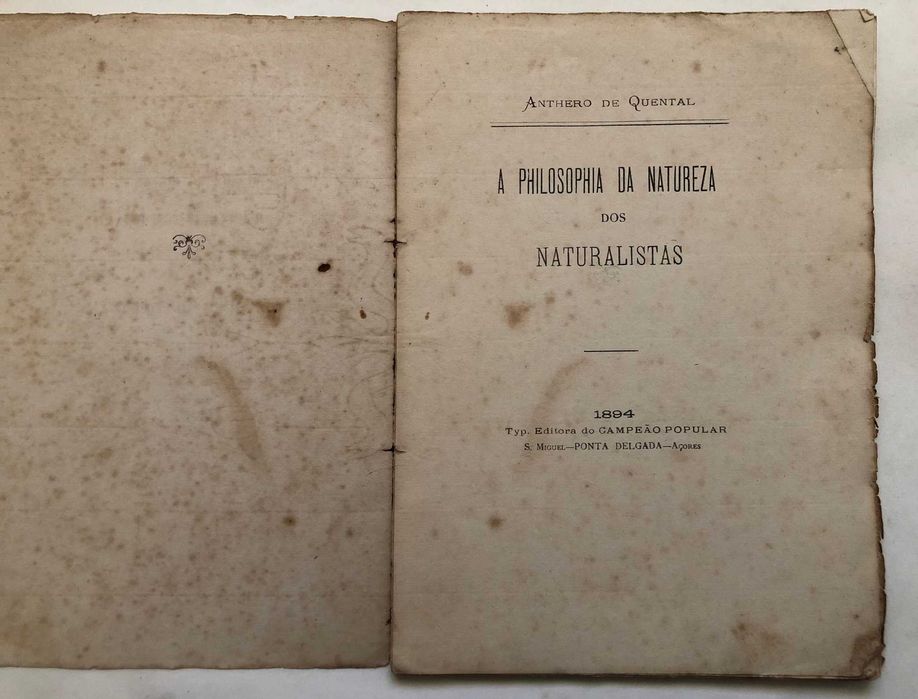 Anthero de Quental
A PHILOSOPHIA DA NATUREZA
DOS
NATURALISTAS
1894
Typ. Editora do CAMPEÃO POPULAR
S. Miguel—PONTA DELGADA—Açores